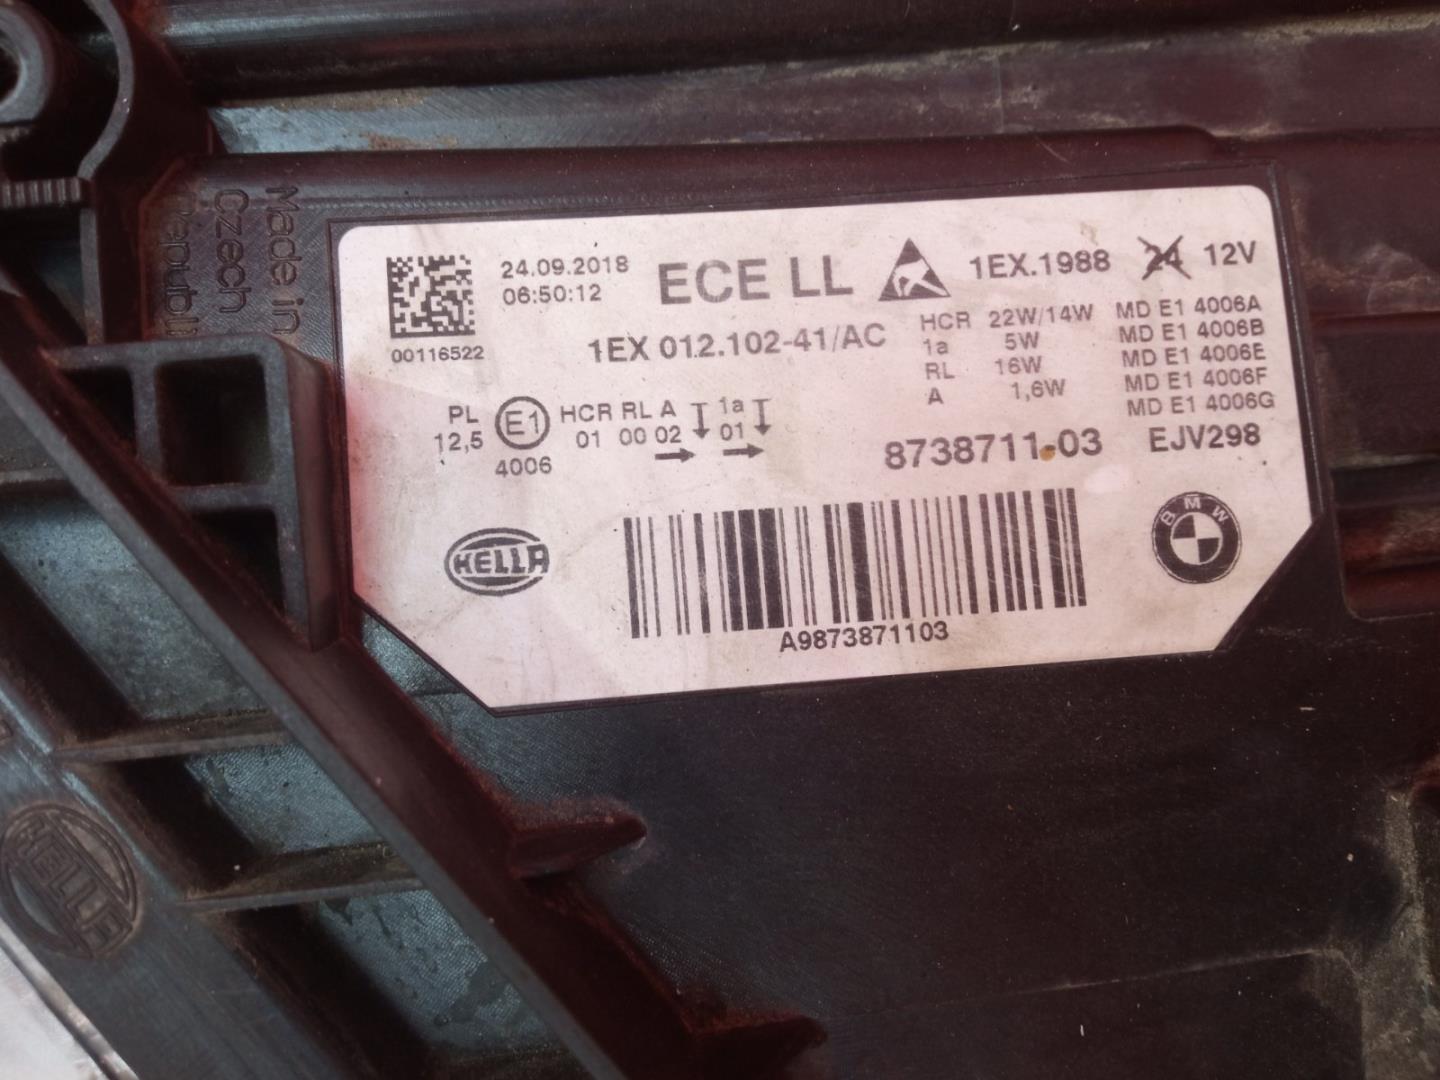 Made in
Czech
Republi
24.09.2018
06:50:12
00116522
ECE LL
1EX.1988
24 12V
1EX 012.102-41/AC
HCR 22W/14W
1a 5W
RL 16W
A 1,6W
MD E1 4006A
MD E1 4006B
MD E1 4006E
MD E1 4006F
MD E1 4006G
PL
12,5
E1
4006
HCR RL A 1a
01 00 02 01
8738711-03
EJV298
HELLA
A9873871103
BMW
HELLA